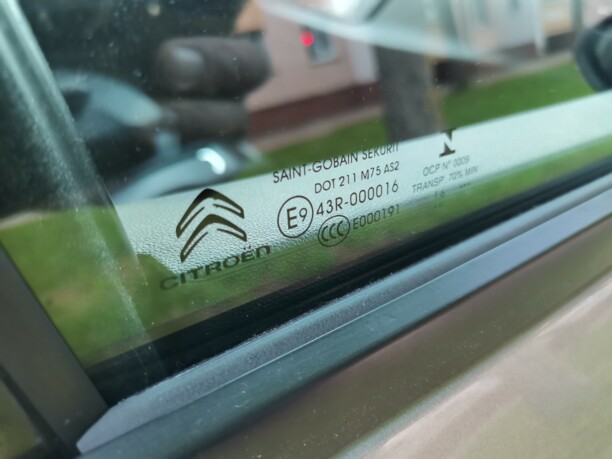 SAINT-GOBAIN SEKURIT
DOT 211 M75 AS2
E9 43R-000016
CCC E000191
CITROËN
OCP N° 0009
TRANSP. 70% MIN